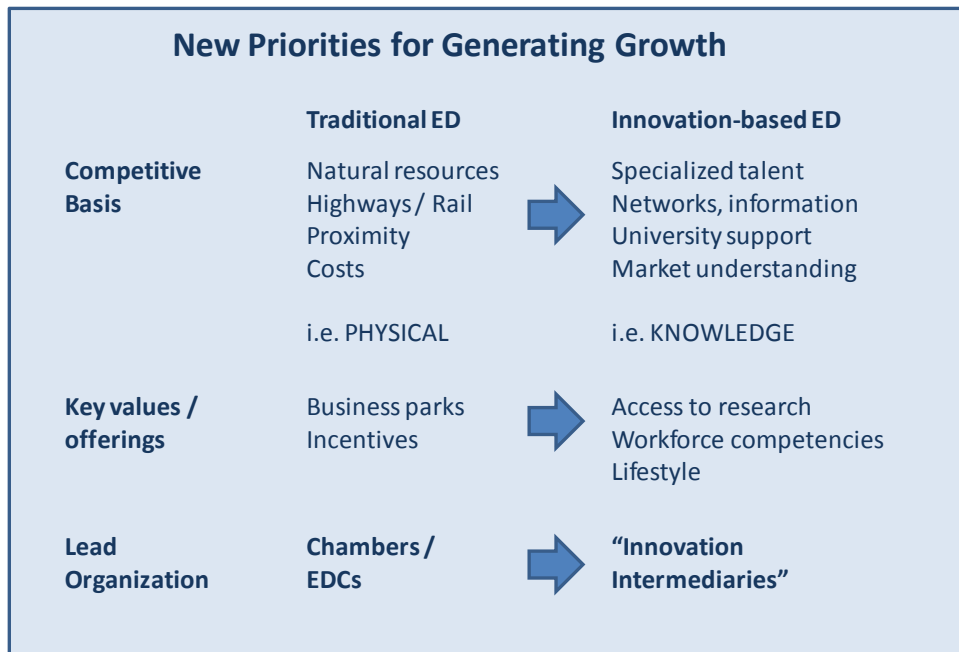 New Priorities for Generating Growth
Traditional ED Innovation-based ED
Competitive Natural resources Specialized talent
Basis Highways / Rail Networks, information
Proximity University support
Costs Market understanding
i.e. PHYSICAL i.e. KNOWLEDGE
Key values / Business parks Access to research
offerings Incentives Workforce competencies
Lifestyle
Lead Chambers / “Innovation
Organization EDCs Intermediaries”